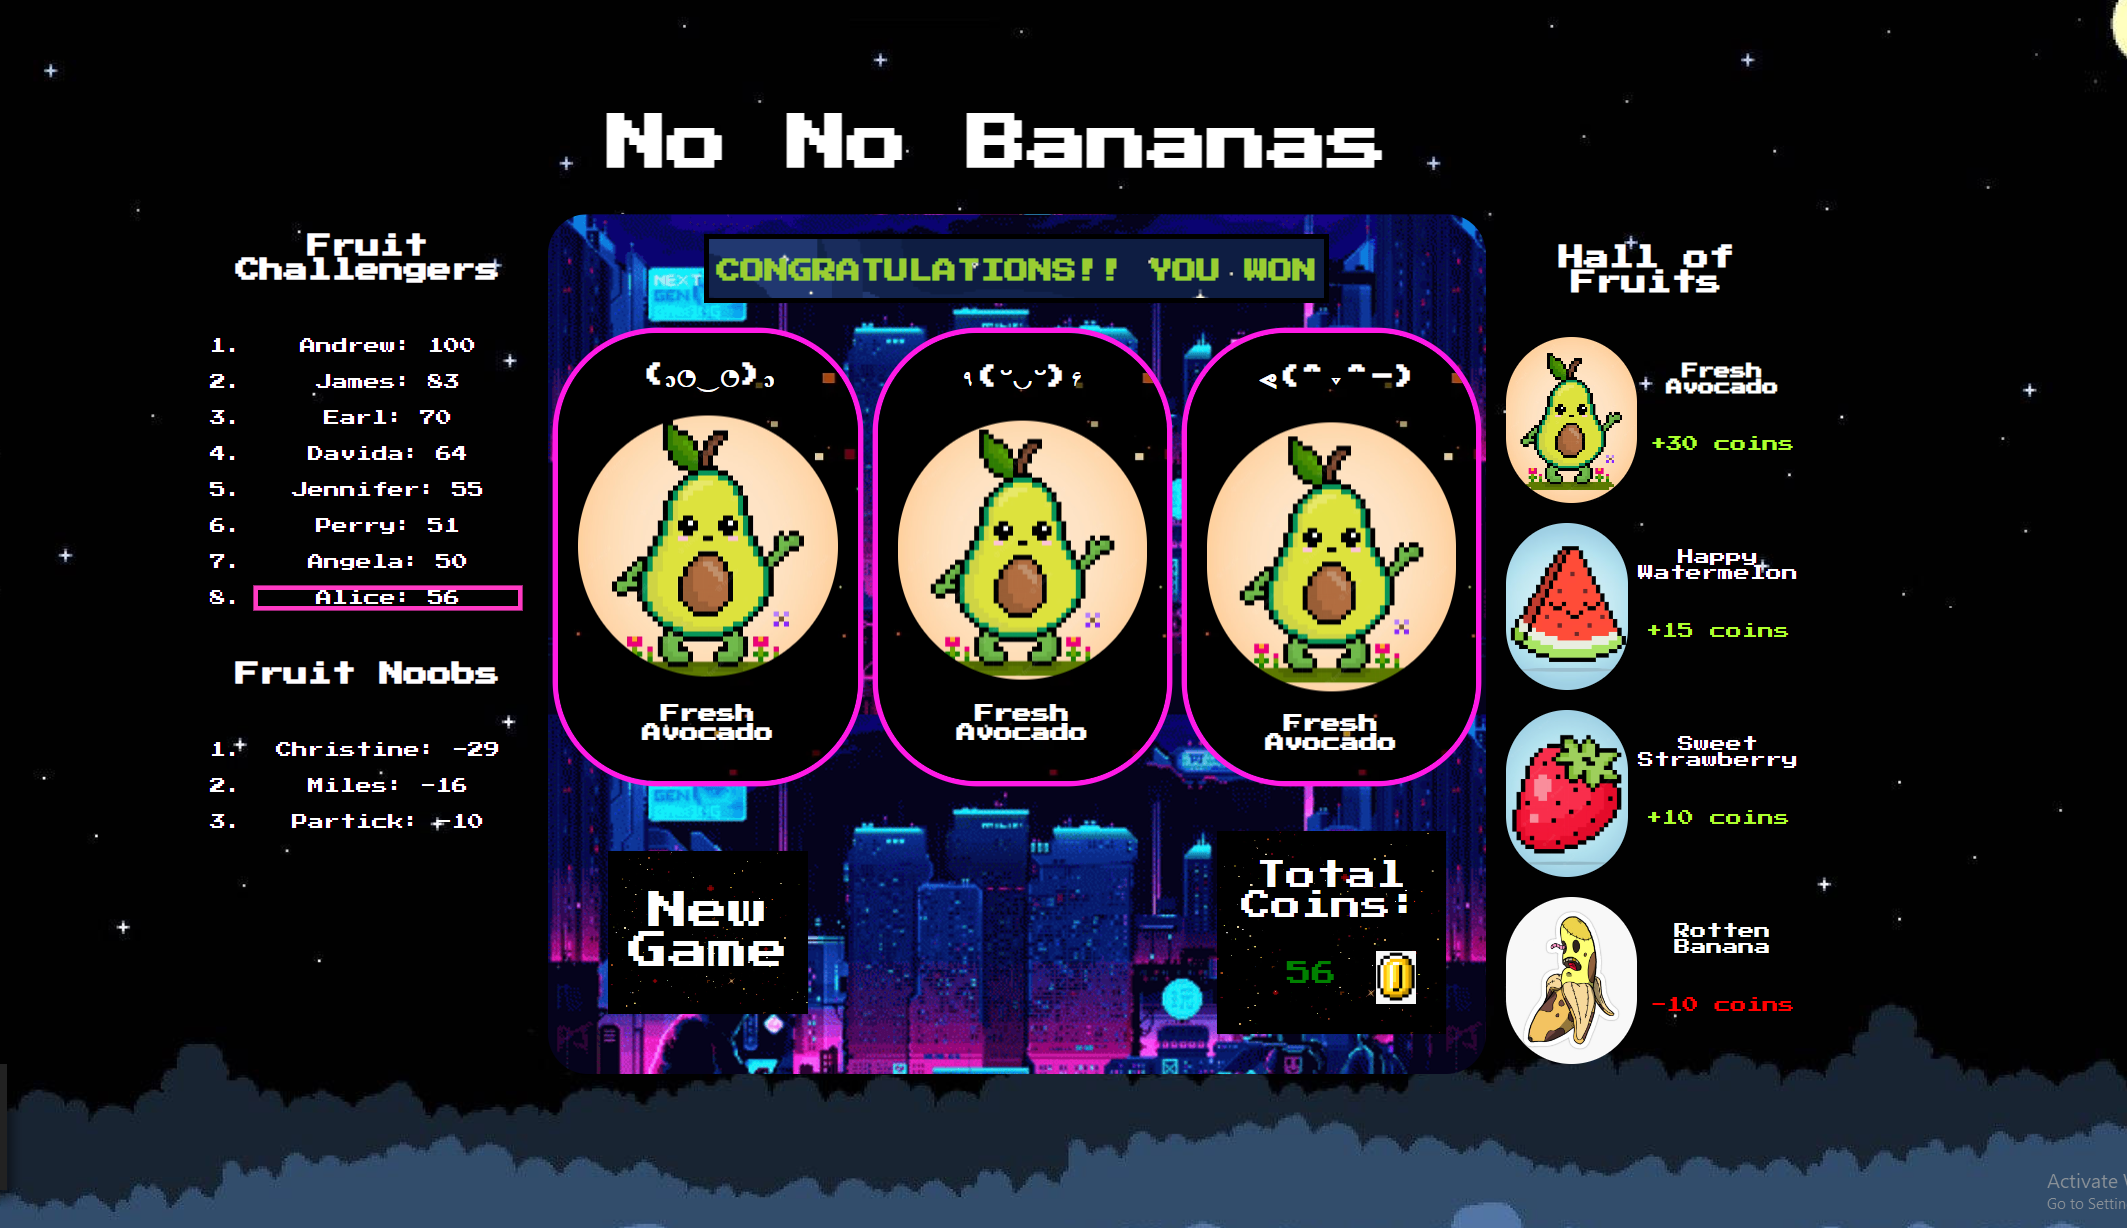 No No Bananas
Fruit
Challengers
1. Andrew: 100
2. James: 83
3. Earl: 70
4. Davida: 64
5. Jennifer: 55
6. Perry: 51
7. Angela: 50
8. Alice: 56
Fruit Noobs
1. Christine: -29
2. Miles: -16
3. Partick: -10
NEXT
GEN
CONGRATULATIONS!! YOU WON
Fresh
Avocado
Fresh
Avocado
Fresh
Avocado
GEN
New
Game
Total
Coins:
56
Hall of
Fruits
Fresh
Avocado
+30 coins
Happy
Watermelon
+15 coins
Sweet
Strawberry
+10 coins
Rotten
Banana
-10 coins
Activate
Go to Settin